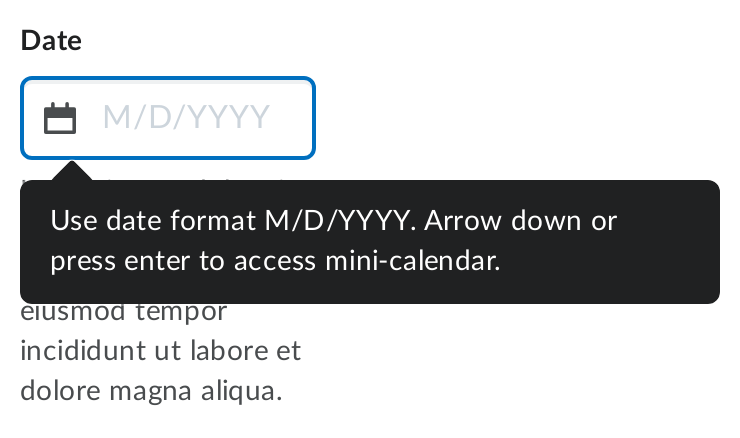 Date
M/D/YYYY
Use date format M/D/YYYY. Arrow down or
press enter to access mini-calendar.
eiusmod tempor
incididunt ut labore et
dolore magna aliqua.